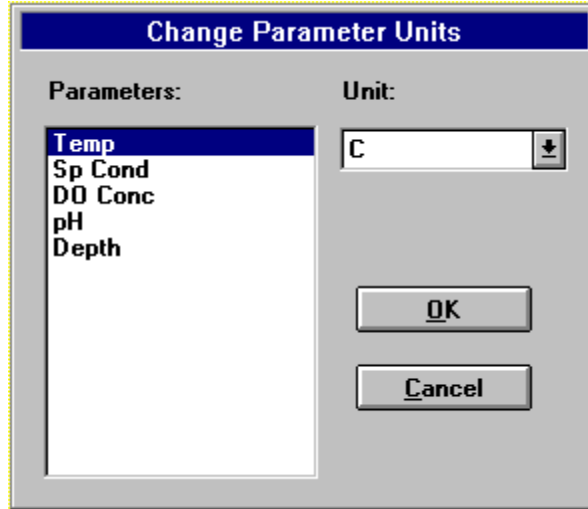 Change Parameter Units
Parameters:
Unit:
Temp
Sp Cond
DO Conc
pH
Depth
C
OK
Cancel